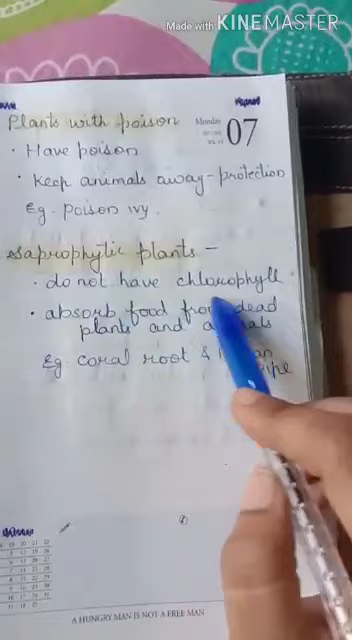 Made with KINEMASTER
Plants with poison
Monday
07
• Have poison
• Keep animals away - protection
Eg - Poison ivy.
Saprophytic plants -
• do not have chlorophyll
• absorb food from dead
plants and animals
Eg coral root &
pipe
A HUNGRY MAN IS NOT A FREE MAN